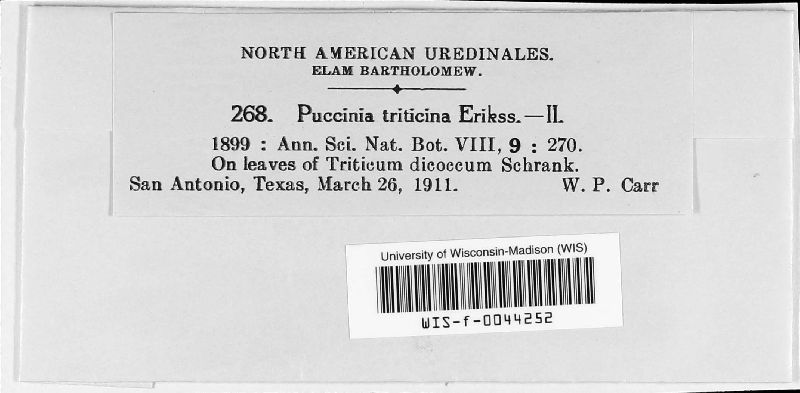 NORTH AMERICAN UREDINALES.
ELAM BARTHOLOMEW.
268. Puccinia triticina Erikss.—II.
1899 : Ann. Sci. Nat. Bot. VIII, 9 : 270.
On leaves of Triticum dicoccum Schrank.
San Antonio, Texas, March 26, 1911. W. P. Carr
University of Wisconsin-Madison (WIS)
WIS-f-0044252